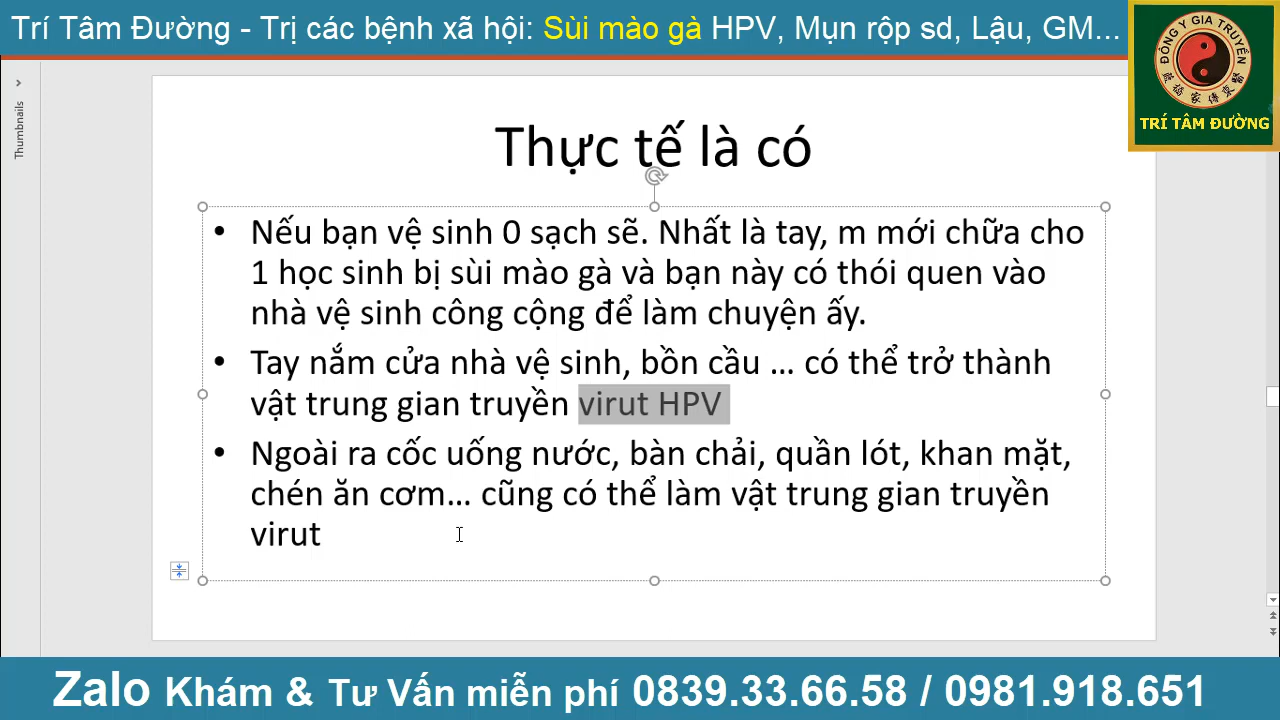 Trí Tâm Đường - Trị các bệnh xã hội: Sùi mào gà HPV, Mụn rộp sd, Lậu, GM...
ĐÔNG Y GIA TRUYỀN
TRÍ TÂM ĐƯỜNG
Thumbnails
Thực tế là có
• Nếu bạn vệ sinh 0 sạch sẽ. Nhất là tay, m mới chữa cho
1 học sinh bị sùi mào gà và bạn này có thói quen vào
nhà vệ sinh công cộng để làm chuyện ấy.
• Tay nắm cửa nhà vệ sinh, bồn cầu ... có thể trở thành
vật trung gian truyền virut HPV
• Ngoài ra cốc uống nước, bàn chải, quần lót, khan mặt,
chén ăn cơm... cũng có thể làm vật trung gian truyền
virut
Zalo Khám & Tư Vấn miễn phí 0839.33.66.58 / 0981.918.651